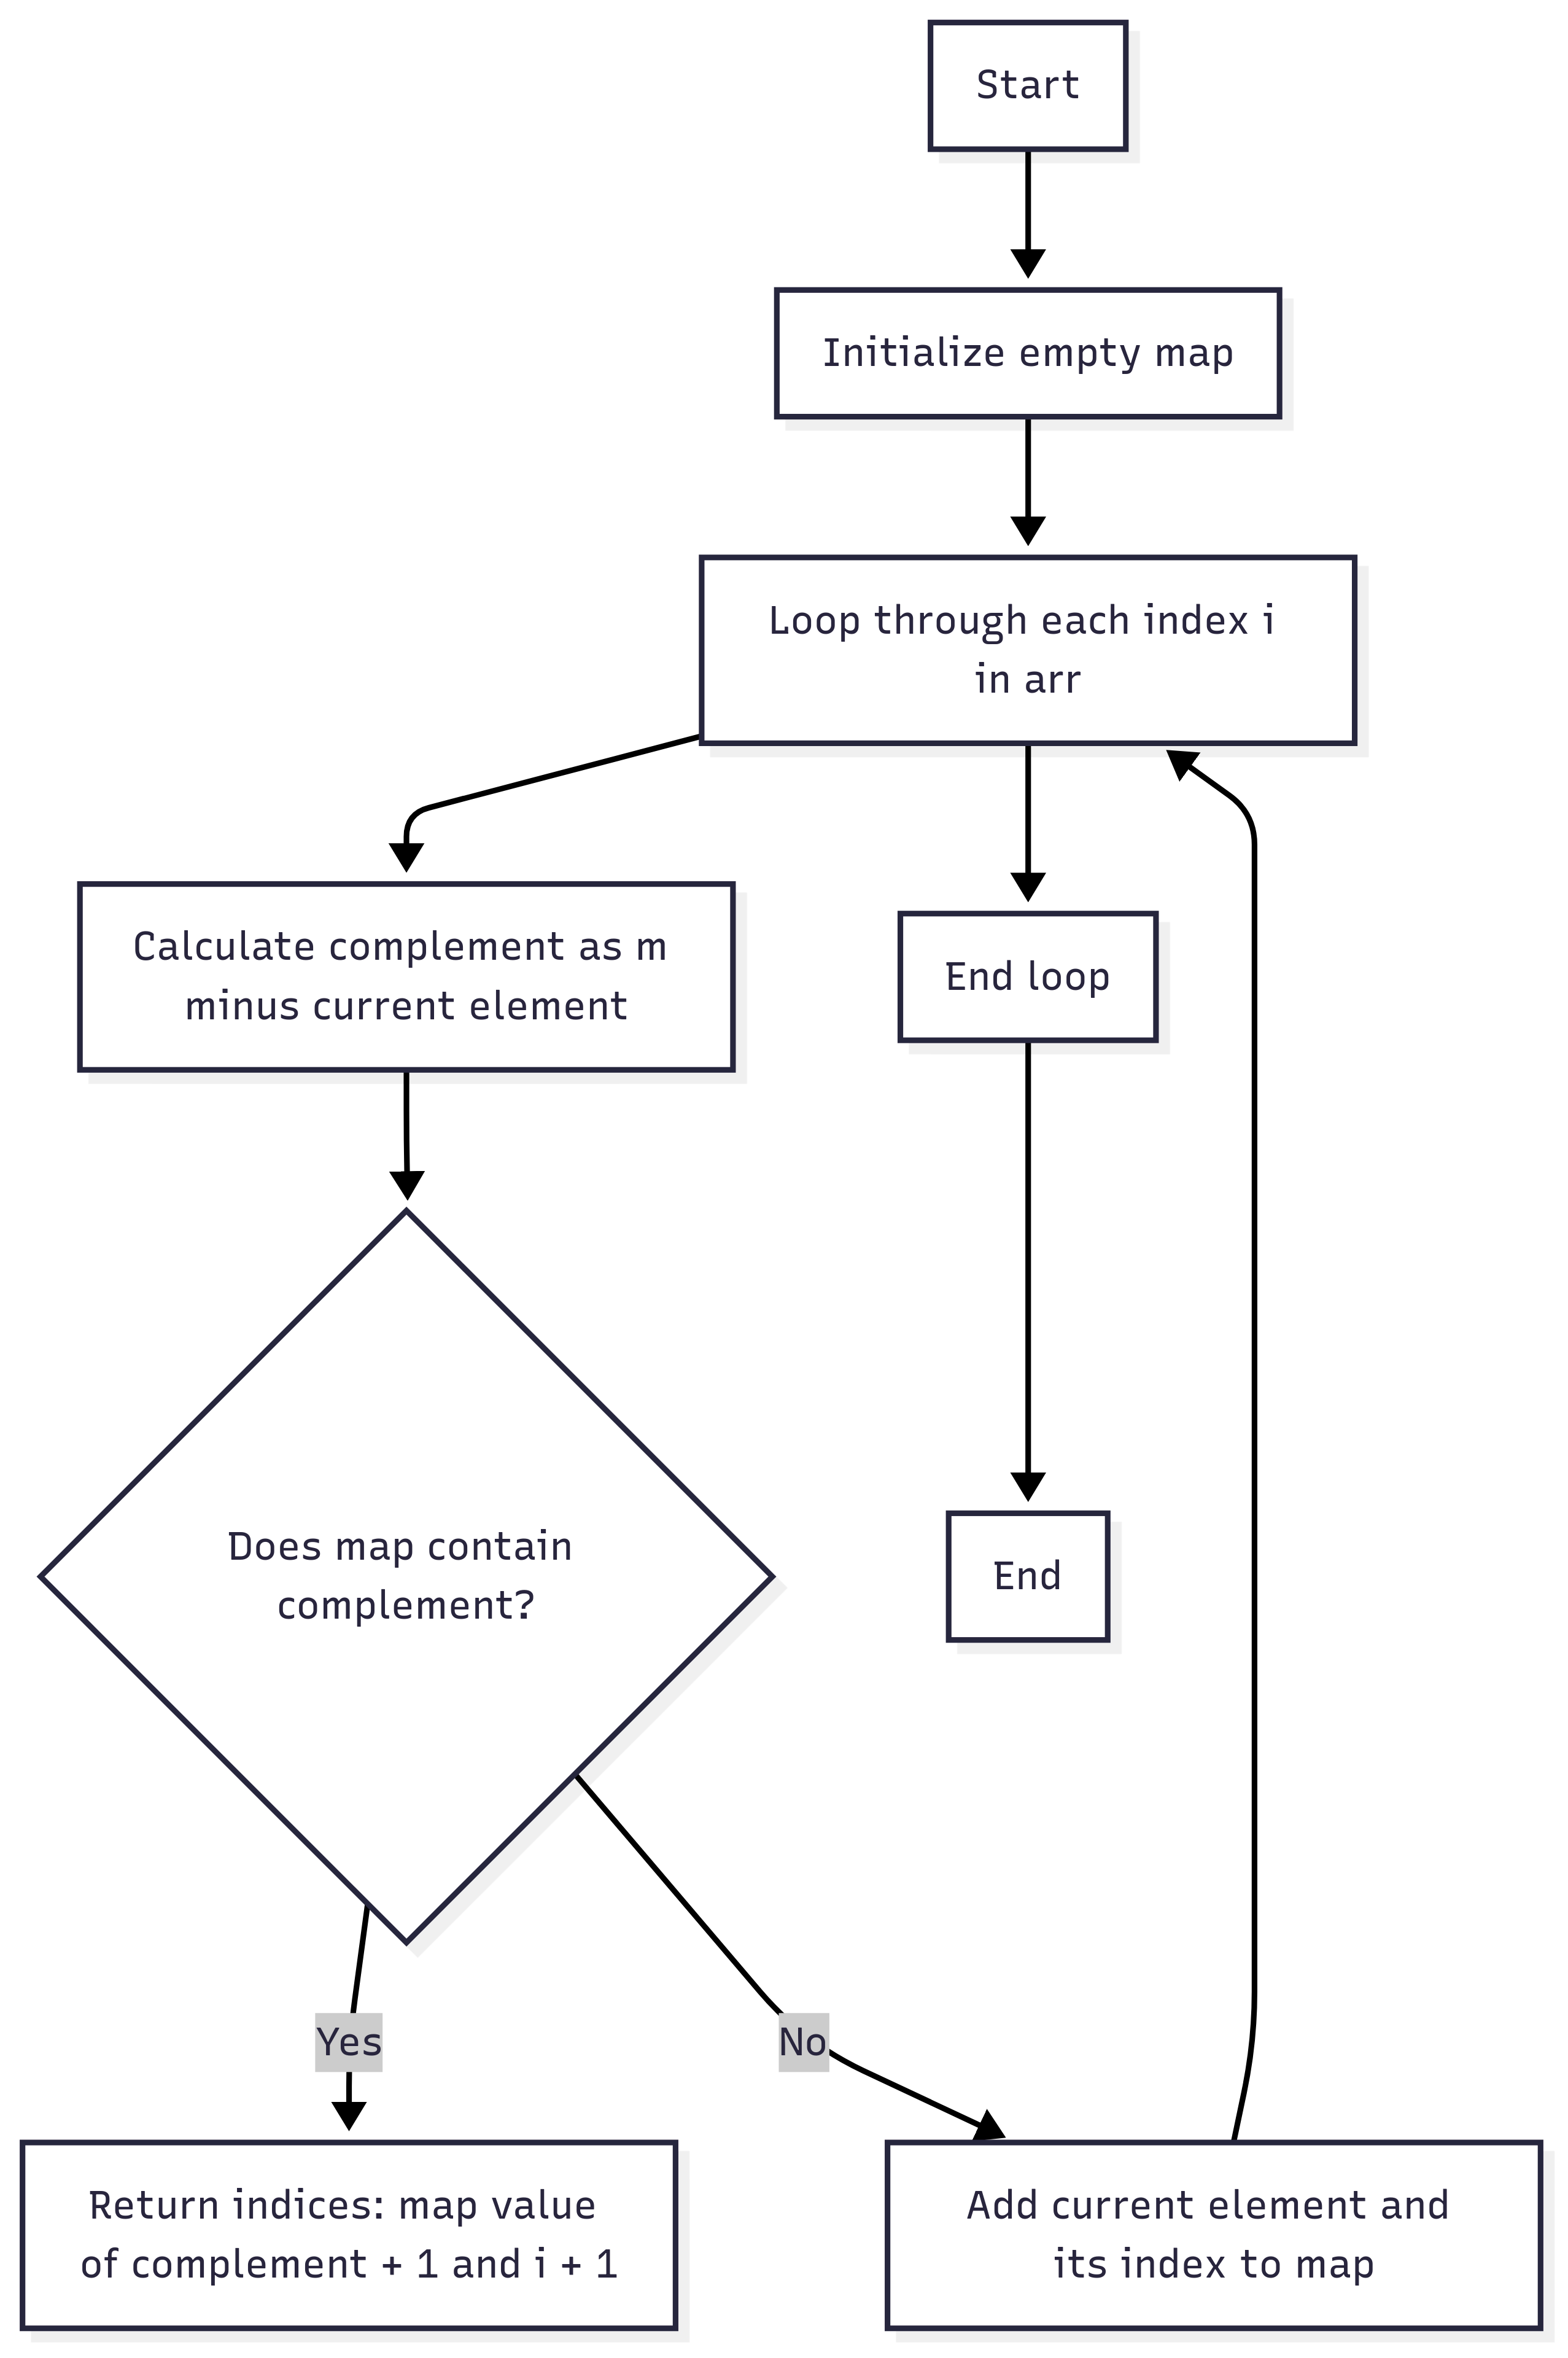 Start
Initialize empty map
Loop through each index i
in arr
Calculate complement as m
minus current element
End loop
Does map contain
complement?
End
Yes
No
Return indices: map value
of complement + 1 and i + 1
Add current element and
its index to map